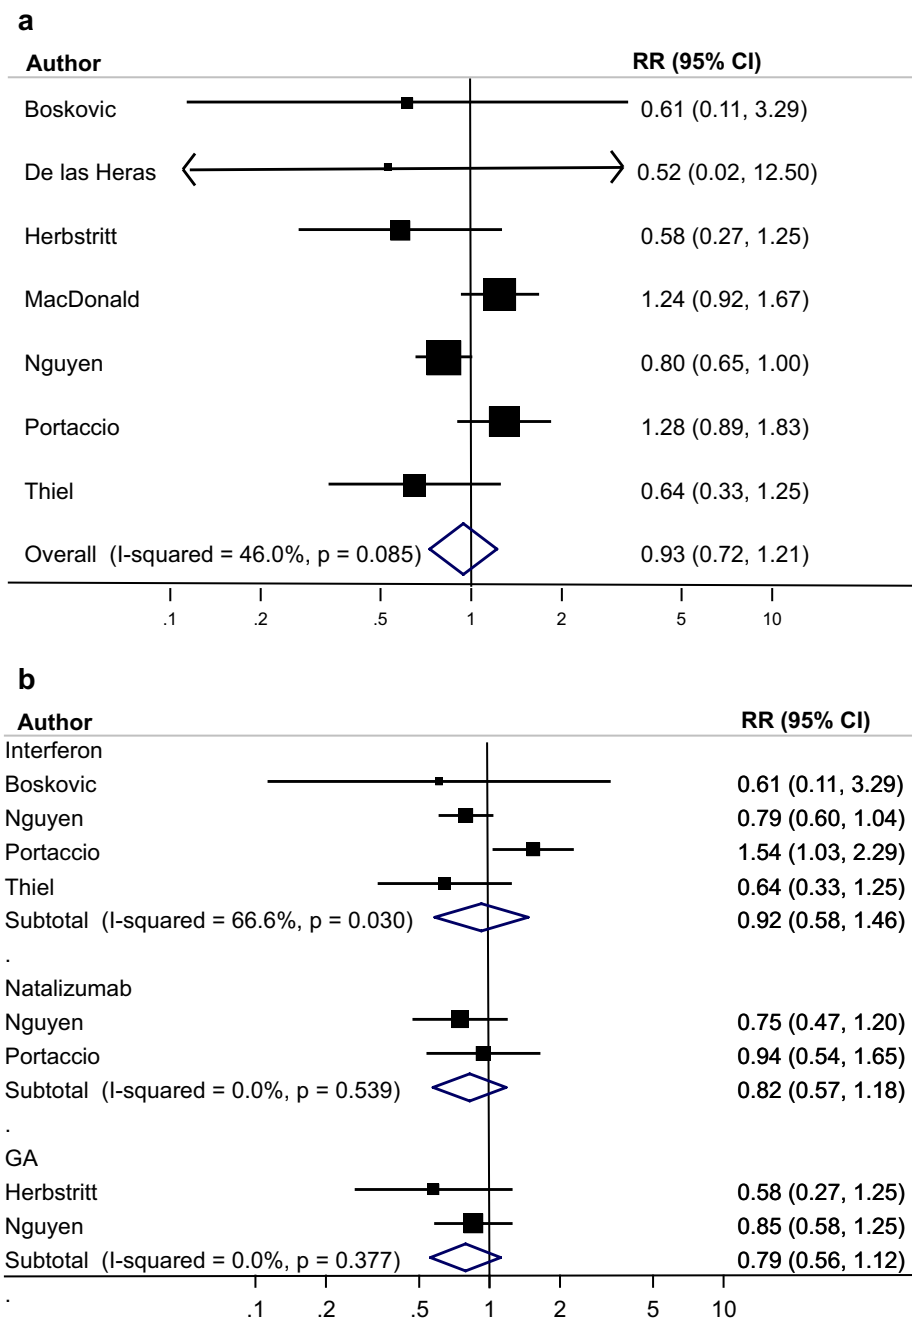 a
Author RR (95% CI)
Boskovic 0.61 (0.11, 3.29)
De las Heras 0.52 (0.02, 12.50)
Herbstritt 0.58 (0.27, 1.25)
MacDonald 1.24 (0.92, 1.67)
Nguyen 0.80 (0.65, 1.00)
Portaccio 1.28 (0.89, 1.83)
Thiel 0.64 (0.33, 1.25)
Overall (I-squared = 46.0%, p = 0.085) 0.93 (0.72, 1.21)
.1 .2 .5 1 2 5 10
b
Author RR (95% CI)
Interferon
Boskovic 0.61 (0.11, 3.29)
Nguyen 0.79 (0.60, 1.04)
Portaccio 1.54 (1.03, 2.29)
Thiel 0.64 (0.33, 1.25)
Subtotal (I-squared = 66.6%, p = 0.030) 0.92 (0.58, 1.46)
.
Natalizumab
Nguyen 0.75 (0.47, 1.20)
Portaccio 0.94 (0.54, 1.65)
Subtotal (I-squared = 0.0%, p = 0.539) 0.82 (0.57, 1.18)
.
GA
Herbstritt 0.58 (0.27, 1.25)
Nguyen 0.85 (0.58, 1.25)
Subtotal (I-squared = 0.0%, p = 0.377) 0.79 (0.56, 1.12)
. .1 .2 .5 1 2 5 10